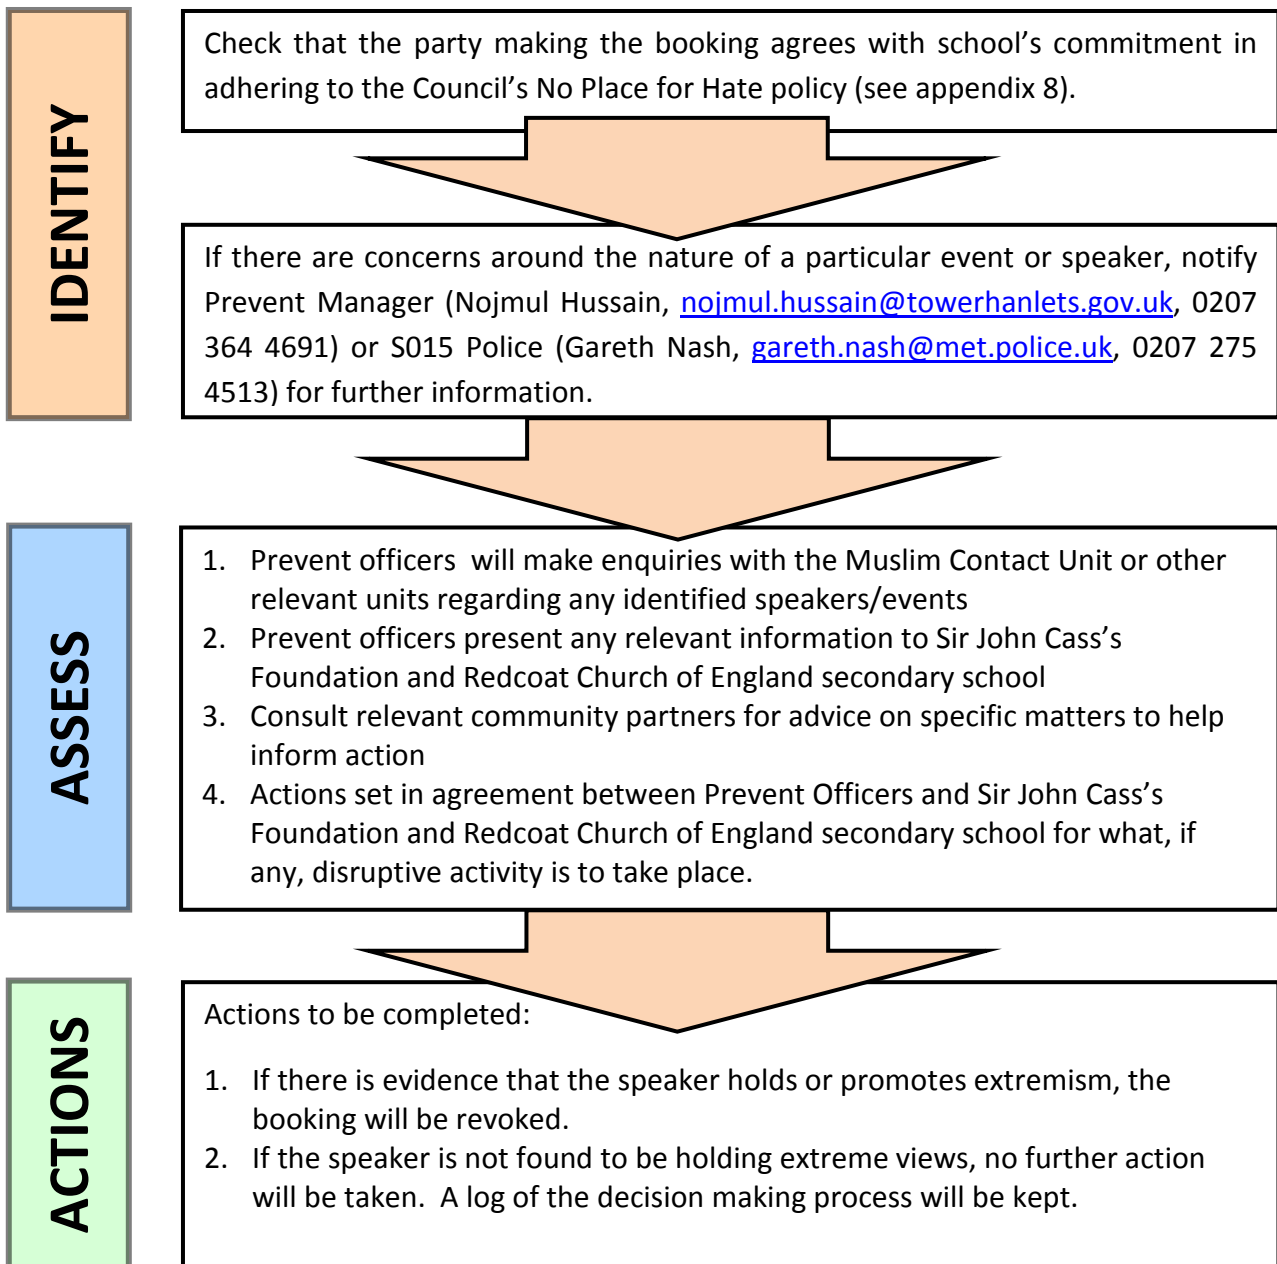 IDENTIFY
Check that the party making the booking agrees with school’s commitment in
adhering to the Council’s No Place for Hate policy (see appendix 8).
If there are concerns around the nature of a particular event or speaker, notify
Prevent Manager (Nojmul Hussain, nojmul.hussain@towerhanlets.gov.uk, 0207
364 4691) or S015 Police (Gareth Nash, gareth.nash@met.police.uk, 0207 275
4513) for further information.
ASSESS
1. Prevent officers will make enquiries with the Muslim Contact Unit or other
relevant units regarding any identified speakers/events
2. Prevent officers present any relevant information to Sir John Cass’s
Foundation and Redcoat Church of England secondary school
3. Consult relevant community partners for advice on specific matters to help
inform action
4. Actions set in agreement between Prevent Officers and Sir John Cass’s
Foundation and Redcoat Church of England secondary school for what, if
any, disruptive activity is to take place.
ACTIONS
Actions to be completed:
1. If there is evidence that the speaker holds or promotes extremism, the
booking will be revoked.
2. If the speaker is not found to be holding extreme views, no further action
will be taken. A log of the decision making process will be kept.